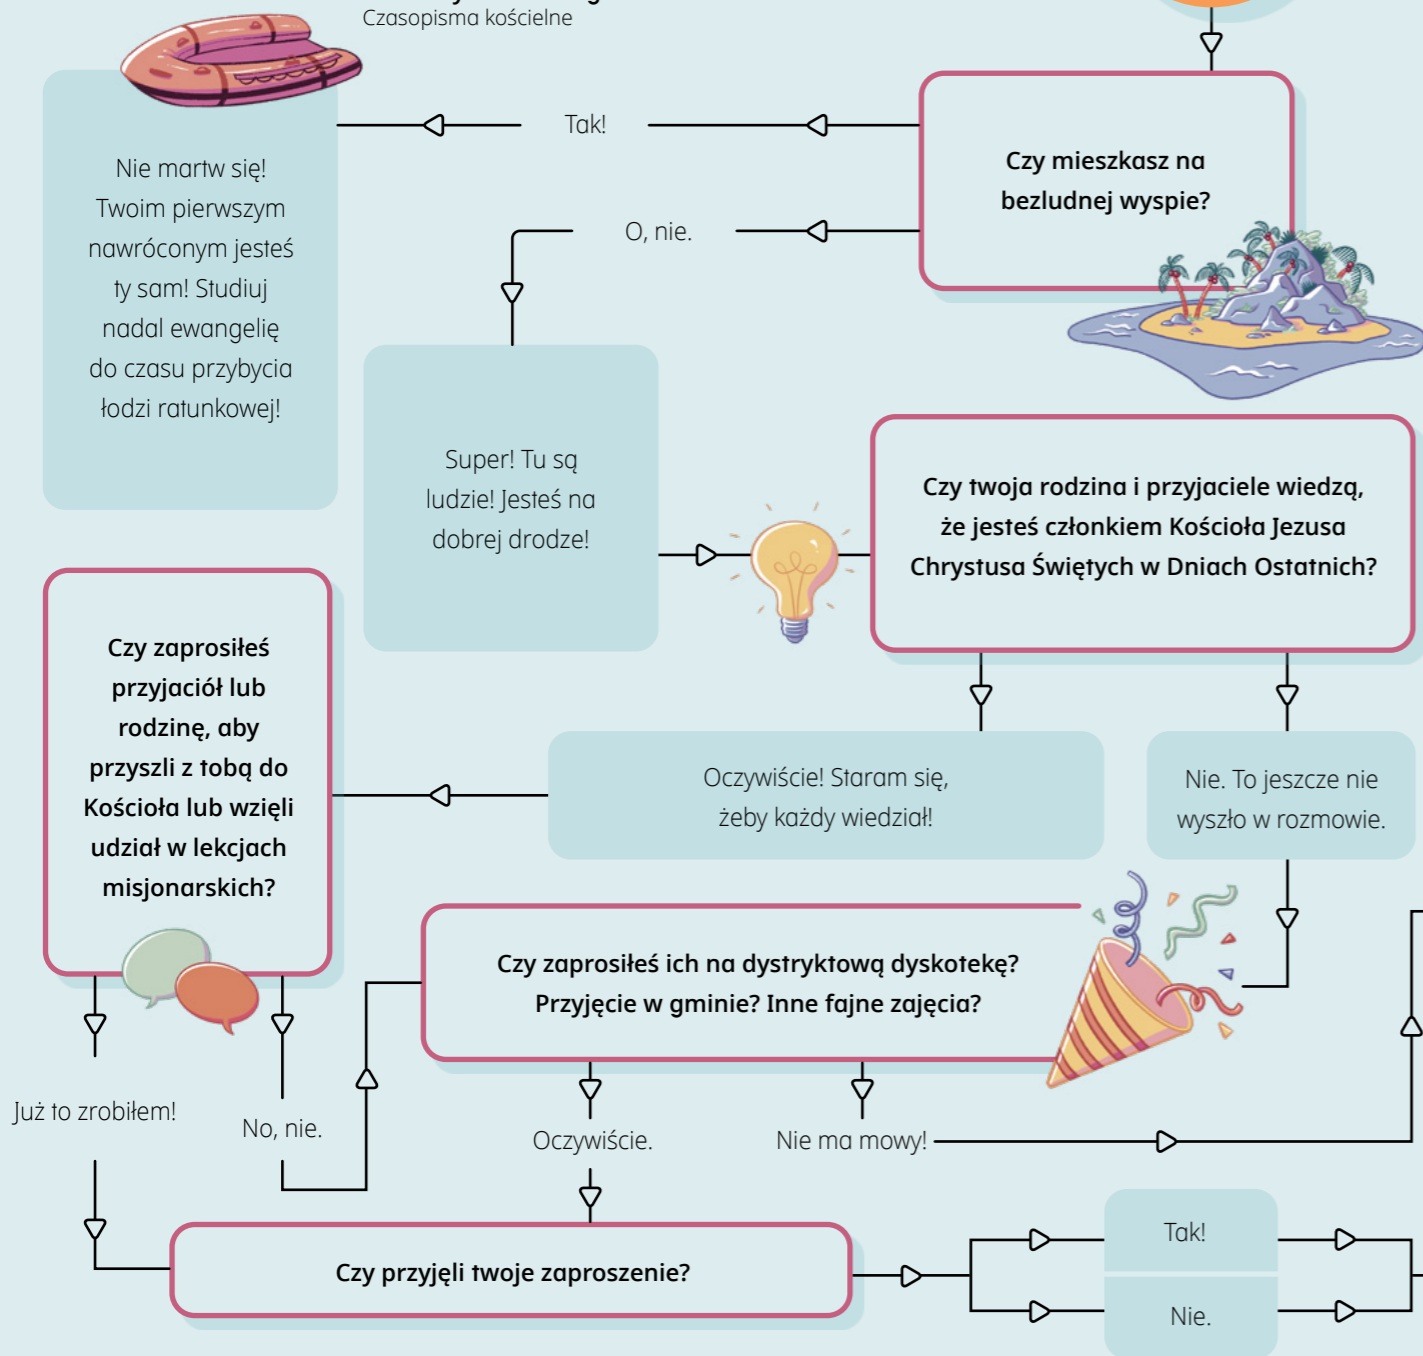 Czasopisma kościelne
Czy mieszkasz na
bezludnej wyspie?
Tak!
O, nie.
Nie martw się!
Twoim pierwszym
nawróconym jesteś
ty sam! Studiuj
nadal ewangelię
do czasu przybycia
łodzi ratunkowej!
Super! Tu są
ludzie! Jesteś na
dobrej drodze!
Czy twoja rodzina i przyjaciele wiedzą,
że jesteś członkiem Kościoła Jezusa
Chrystusa Świętych w Dniach Ostatnich?
Oczywiście! Staram się,
żeby każdy wiedział!
Nie. To jeszcze nie
wyszło w rozmowie.
Czy zaprosiłeś
przyjaciół lub
rodzinę, aby
przyszli z tobą do
Kościoła lub wzięli
udział w lekcjach
misjonarskich?
Już to zrobiłem!
No, nie.
Czy zaprosiłeś ich na dystryktową dyskotekę?
Przyjęcie w gminie? Inne fajne zajęcia?
Oczywiście.
Nie ma mowy!
Czy przyjęli twoje zaproszenie?
Tak!
Nie.